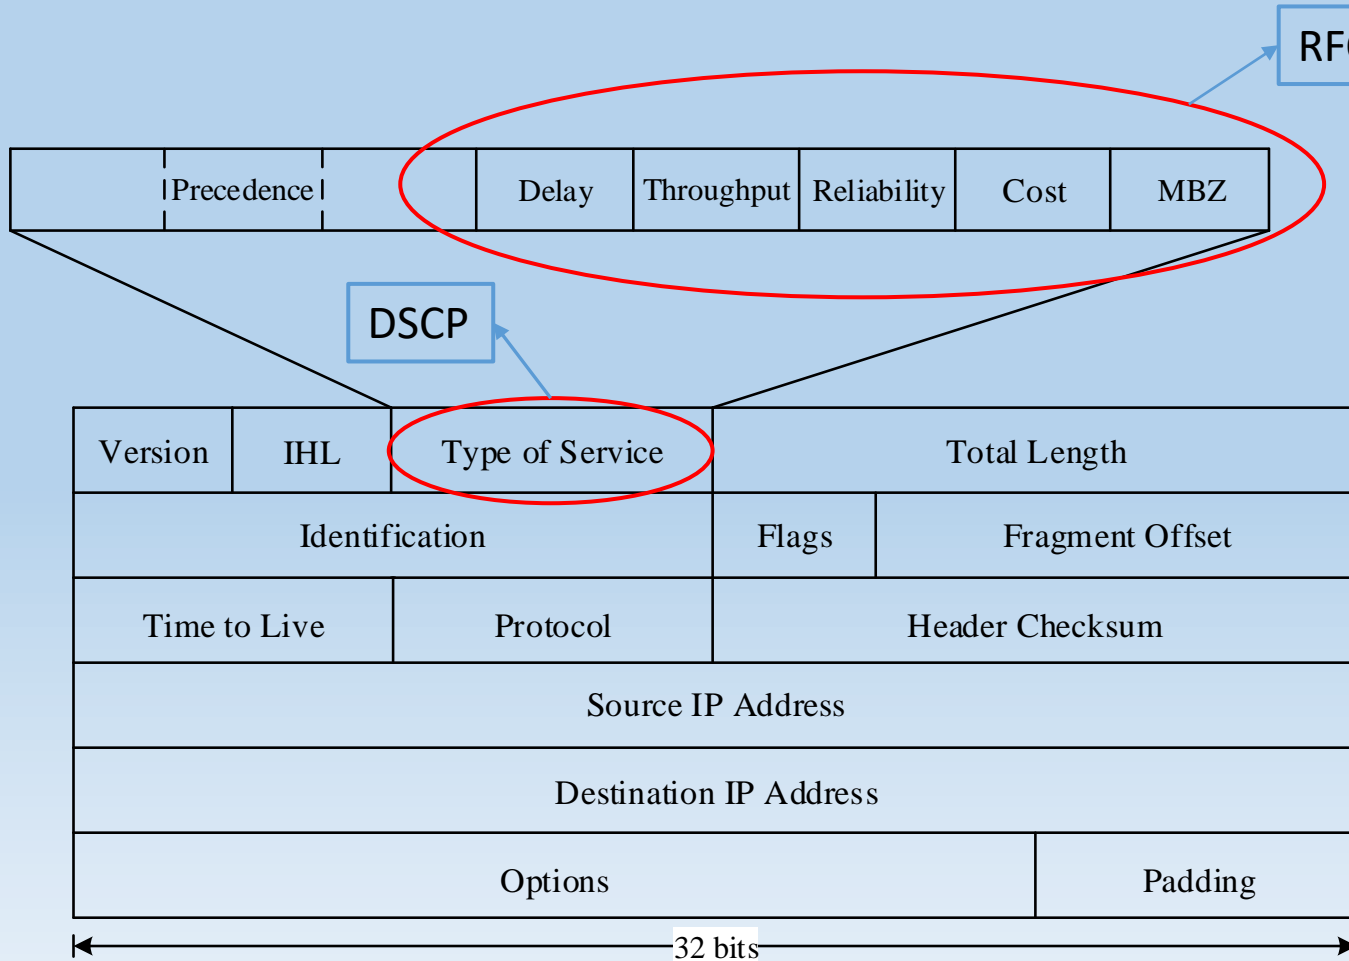 RF
Precedence Delay Throughput Reliability Cost MBZ
DSCP
Version IHL Type of Service Total Length
Identification Flags Fragment Offset
Time to Live Protocol Header Checksum
Source IP Address
Destination IP Address
Options Padding
32 bits